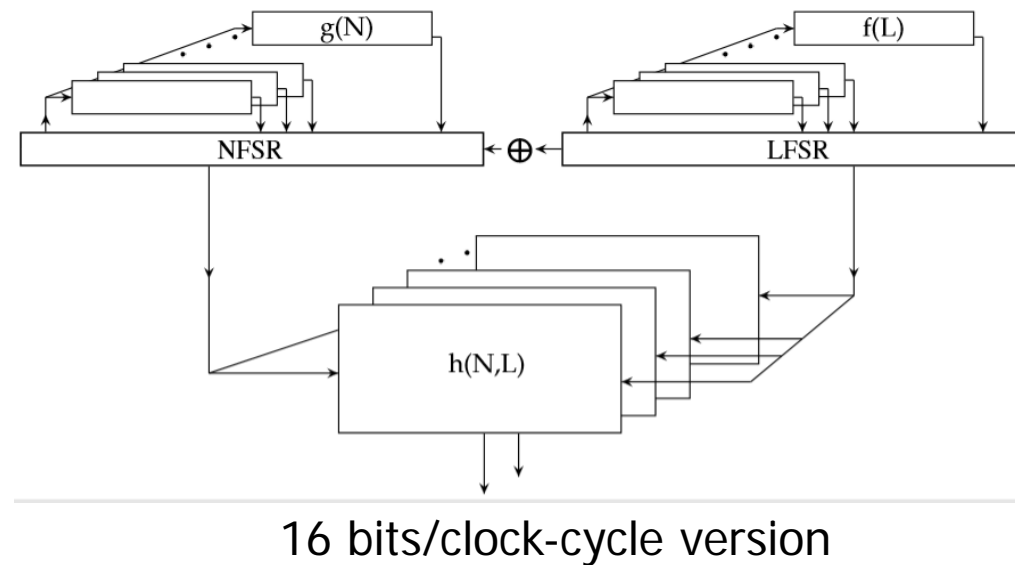 g(N)
f(L)
NFSR
⊕
LFSR
h(N,L)
16 bits/clock-cycle version